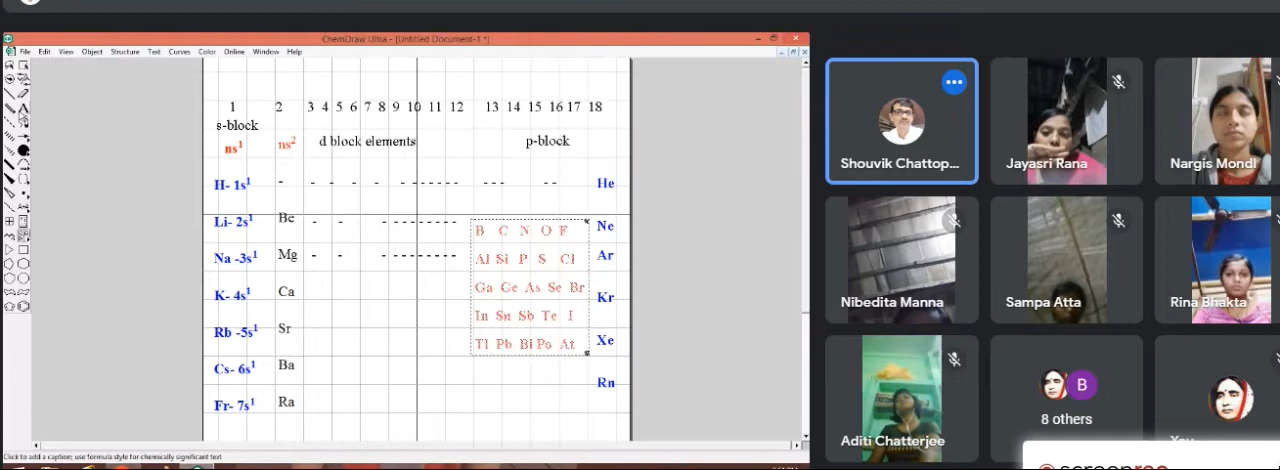 ChemDraw Ultra - [Untitled Document-1 *]
File Edit View Object Structure Text Curves Color Online Window Help
1 2 3 4 5 6 7 8 9 10 11 12 13 14 15 16 17 18
s-block
ns¹ ns² d block elements p-block
H- 1s¹ - - - - - - - - - - - - - - - - - He
Li- 2s¹ Be - - - - - - - - - - - Ne
B C N O F
Na -3s¹ Mg - - - - - - - - - - - Ar
Al Si P S Cl
K- 4s¹ Ca Kr
Ga Ge As Se Br
In Sn Sb Te I
Rb -5s¹ Sr Xe
Tl Pb Bi Po At
Cs- 6s¹ Ba Rn
Fr- 7s¹ Ra
Click to add a caption; use formula style for chemically significant text
Shouvik Chattop...
Jayasri Rana
Nargis Mondl
Nibedita Manna
Sampa Atta
Rina Bhakta
Aditi Chatterjee
B
8 others
You